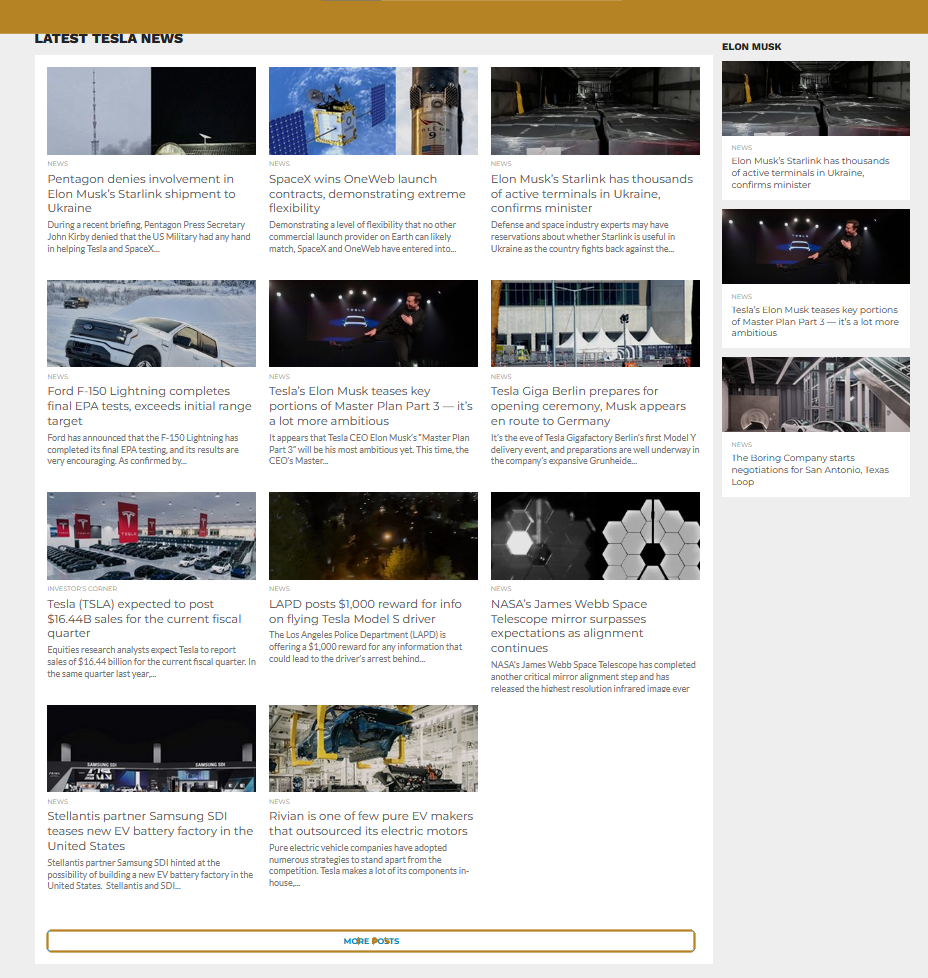 LATEST TESLA NEWS
NEWS
Pentagon denies involvement in
Elon Musk's Starlink shipment to
Ukraine
During a recent briefing, Pentagon Press Secretary
John Kirby denied that the US Military had any hand
in helping Tesla and SpaceX...
NEWS
SpaceX wins OneWeb launch
contracts, demonstrating extreme
flexibility
Demonstrating a level of flexibility that no other
commercial launch provider on Earth can likely
match, SpaceX and OneWeb have entered into...
NEWS
Elon Musk's Starlink has thousands
of active terminals in Ukraine,
confirms minister
Defense and space industry experts may have
reservations about whether Starlink is useful in
Ukraine as the country fights back against the...
NEWS
Ford F-150 Lightning completes
final EPA tests, exceeds initial range
target
Ford has announced that the F-150 Lightning has
completed its final EPA testing, and its results are
very encouraging. As confirmed by...
TESLA
NEWS
Tesla's Elon Musk teases key
portions of Master Plan Part 3 — it's
a lot more ambitious
It appears that Tesla CEO Elon Musk's "Master Plan
Part 3" will be his most ambitious yet. This time, the
CEO's Master...
NEWS
Tesla Giga Berlin prepares for
opening ceremony, Musk appears
en route to Germany
It's the eve of Tesla Gigafactory Berlin's first Model Y
delivery event, and preparations are well underway in
the company's expansive Grunheide...
TESLA
INVESTOR'S CORNER
Tesla (TSLA) expected to post
$16.44B sales for the current fiscal
quarter
Equities research analysts expect Tesla to report
sales of $16.44 billion for the current fiscal quarter. In
the same quarter last year,...
NEWS
LAPD posts $1,000 reward for info
on flying Tesla Model S driver
The Los Angeles Police Department (LAPD) is
offering a $1,000 reward for any information that
could lead to the driver's arrest behind...
NEWS
NASA's James Webb Space
Telescope mirror surpasses
expectations as alignment
continues
NASA's James Webb Space Telescope has completed
another critical mirror alignment step and has
released the highest resolution infrared image ever
SAMSUNG SDI
SAMSUNG SDI
NEWS
Stellantis partner Samsung SDI
teases new EV battery factory in the
United States
Stellantis partner Samsung SDI hinted at the
possibility of building a new EV battery factory in the
United States. Stellantis and SDI...
NEWS
Rivian is one of few pure EV makers
that outsourced its electric motors
Pure electric vehicle companies have adopted
numerous strategies to stand apart from the
competition. Tesla makes a lot of its components in-
house,...
MORE POSTS
ELON MUSK
NEWS
Elon Musk's Starlink has thousands
of active terminals in Ukraine,
confirms minister
TESLA
NEWS
Tesla's Elon Musk teases key portions
of Master Plan Part 3 — it's a lot more
ambitious
NEWS
The Boring Company starts
negotiations for San Antonio, Texas
Loop